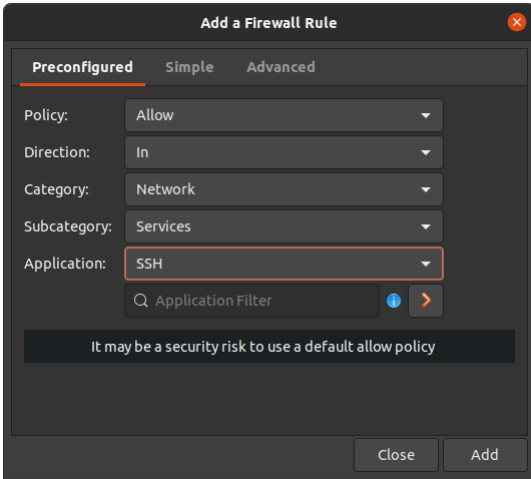 Add a Firewall Rule
Preconfigured Simple Advanced
Policy: Allow
Direction: In
Category: Network
Subcategory: Services
Application: SSH
Application Filter
It may be a security risk to use a default allow policy
Close Add